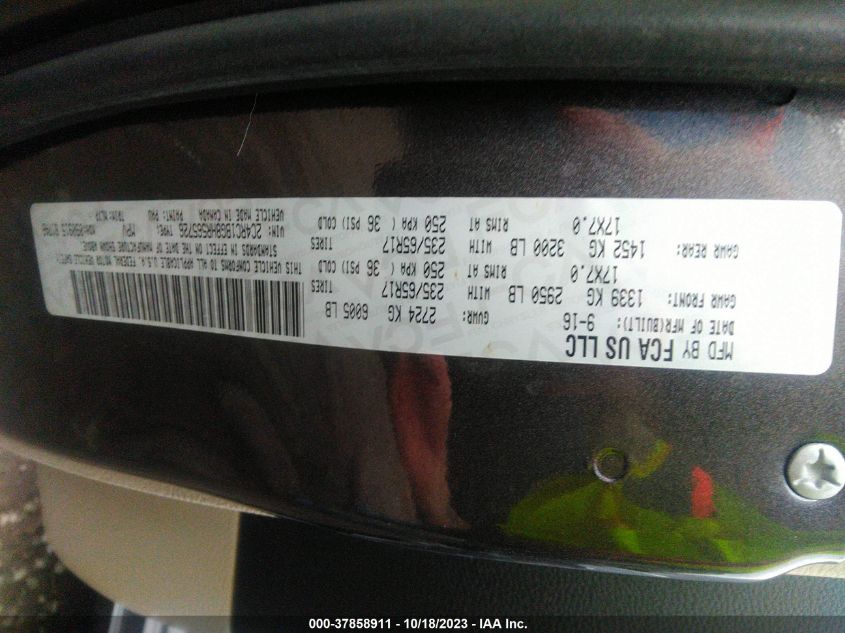 MFD BY FCA US LLC
DATE OF MFR(BUILT): 9-16
GVWR: 2724 KG 6005 LB
GAWR FRONT: 1339 KG 2950 LB WITH 235/65R17 TIRES
17X7.0 RIMS AT 250 KPA ( 36 PSI) COLD
GAWR REAR: 1452 KG 3200 LB WITH 235/65R17 TIRES
17X7.0 RIMS AT 250 KPA ( 36 PSI) COLD
THIS VEHICLE CONFORMS TO ALL APPLICABLE U.S.A. FEDERAL MOTOR VEHICLE SAFETY
STANDARDS IN EFFECT ON THE DATE OF MANUFACTURE SHOWN ABOVE.
VIN: 2C4RC1BG8HR565726 TYPE: MPV MDH:
VEHICLE MADE IN CANADA PAINT: PAU TRIM:
000-37858911 - 10/18/2023 - IAA Inc.